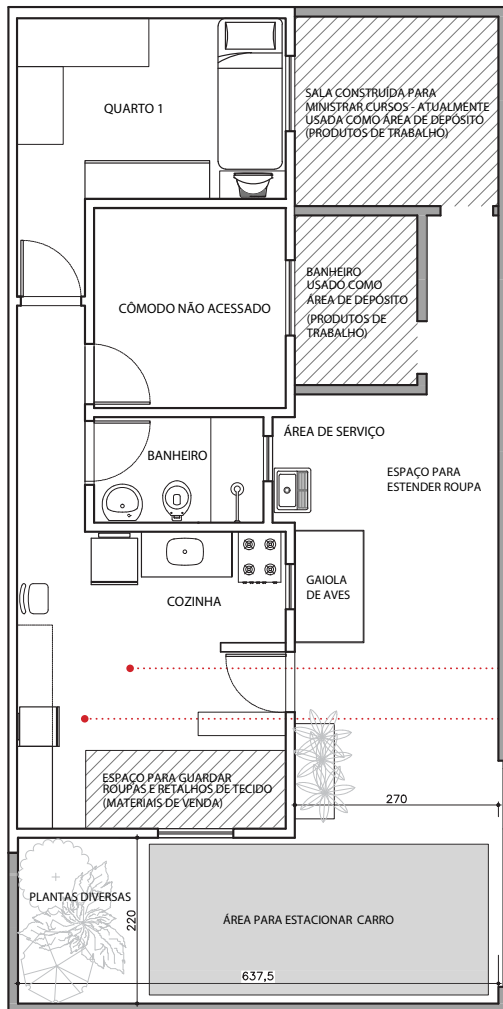 QUARTO 1
SALA CONSTRUÍDA PARA
MINISTRAR CURSOS - ATUALMENTE
USADA COMO ÁREA DE DEPÓSITO
(PRODUTOS DE TRABALHO)
CÔMODO NÃO ACESSADO
BANHEIRO
USADO COMO
ÁREA DE DEPÓSITO
(PRODUTOS DE
TRABALHO)
BANHEIRO
ÁREA DE SERVIÇO
ESPAÇO PARA
ESTENDER ROUPA
COZINHA
GAIOLA
DE AVES
ESPAÇO PARA GUARDAR
ROUPAS E RETALHOS DE TECIDO
(MATERIAIS DE VENDA)
270
PLANTAS DIVERSAS
220
ÁREA PARA ESTACIONAR CARRO
637,5